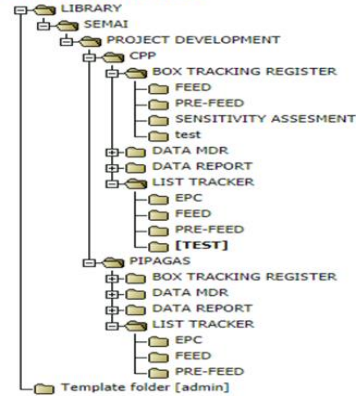 LIBRARY
SEMAI
PROJECT DEVELOPMENT
CPP
BOX TRACKING REGISTER
FEED
PRE-FEED
SENSITIVITY ASSESMENT
test
DATA MDR
DATA REPORT
LIST TRACKER
EPC
FEED
PRE-FEED
[TEST]
PIPAGAS
BOX TRACKING REGISTER
DATA MDR
DATA REPORT
LIST TRACKER
EPC
FEED
PRE-FEED
Template folder [admin]